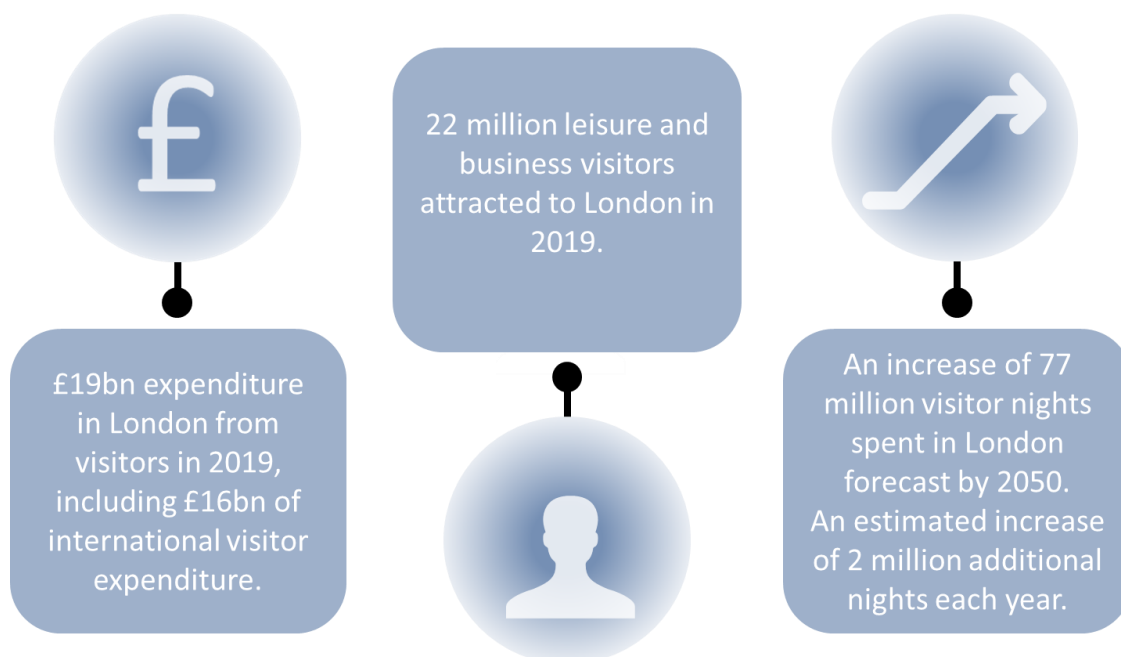 £
22 million leisure and
business visitors
attracted to London in
2019.
£19bn expenditure
in London from
visitors in 2019,
including £16bn of
international visitor
expenditure.
An increase of 77
million visitor nights
spent in London
forecast by 2050.
An estimated increase
of 2 million additional
nights each year.